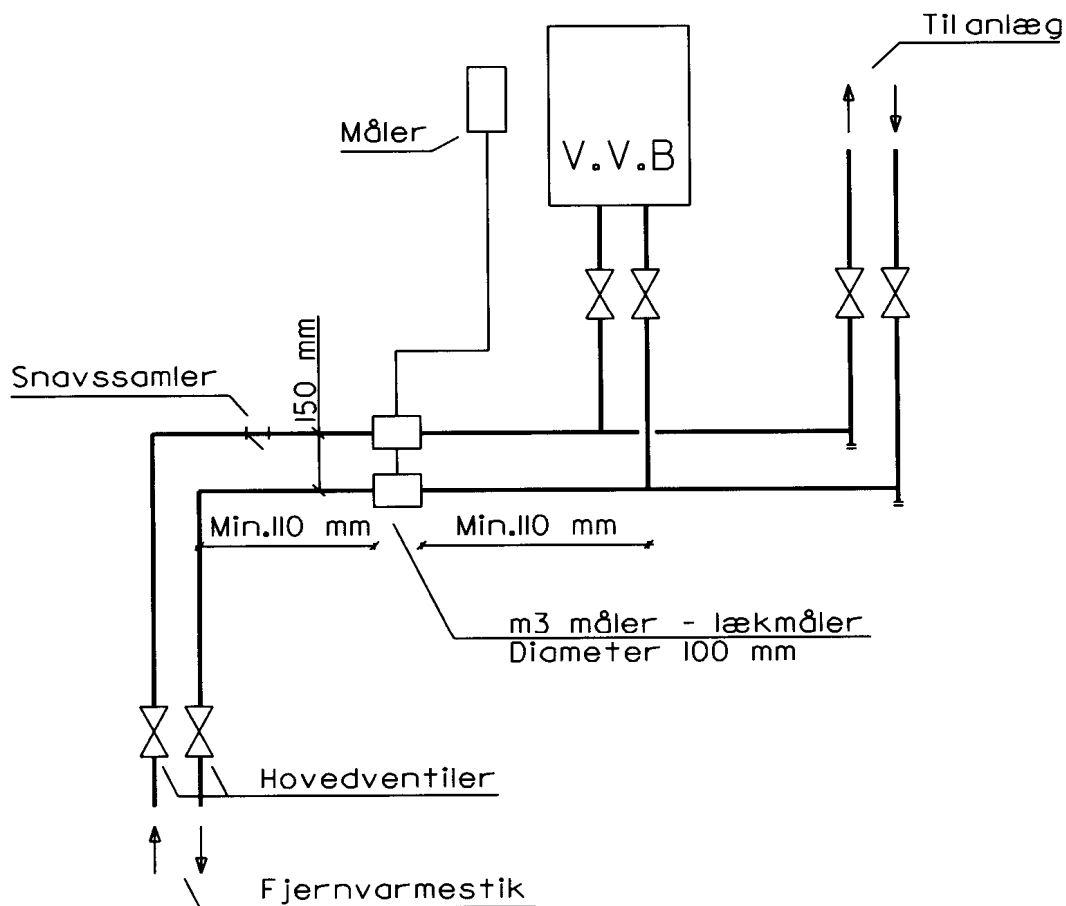 Til anlæg
Måler
V.V.B
150 mm
Snavssamler
Min.110 mm
Min.110 mm
m3 måler - lækmåler
Diameter 100 mm
Hovedventiler
Fjernvarmestik